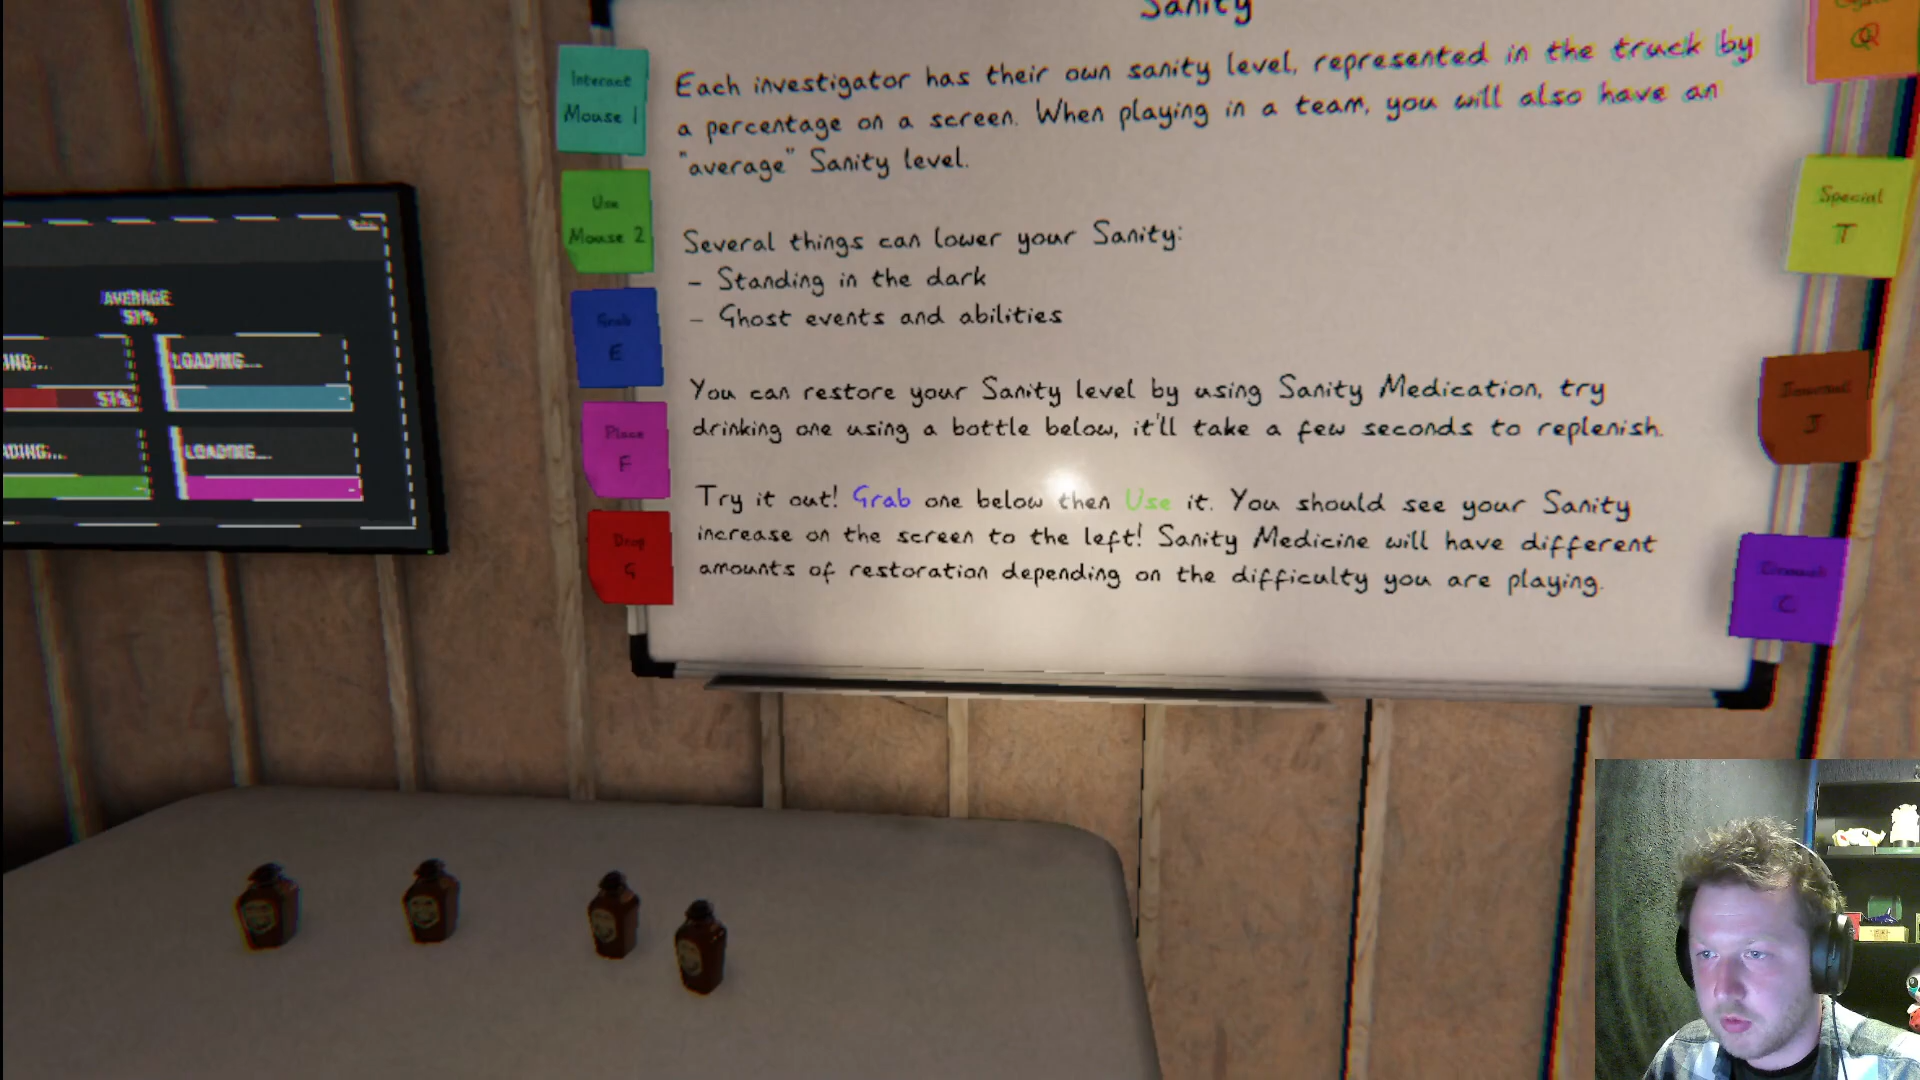 Sanity
Each investigator has their own sanity level, represented in the truck by
a percentage on a screen. When playing in a team, you will also have an
"average" Sanity level.
Several things can lower your Sanity:
- Standing in the dark
- Ghost events and abilities
You can restore your Sanity level by using Sanity Medication, try
drinking one using a bottle below, it'll take a few seconds to replenish.
Try it out! Grab one below then Use it. You should see your Sanity
increase on the screen to the left! Sanity Medicine will have different
amounts of restoration depending on the difficulty you are playing.
Interact
Mouse 1
Use
Mouse 2
Grab
E
Place
F
Drop
G
Q
Special
T
Journal
J
Crouch
C
AVERAGE
51%
ING...
51%
LOADING...
ADING...
LOADING...